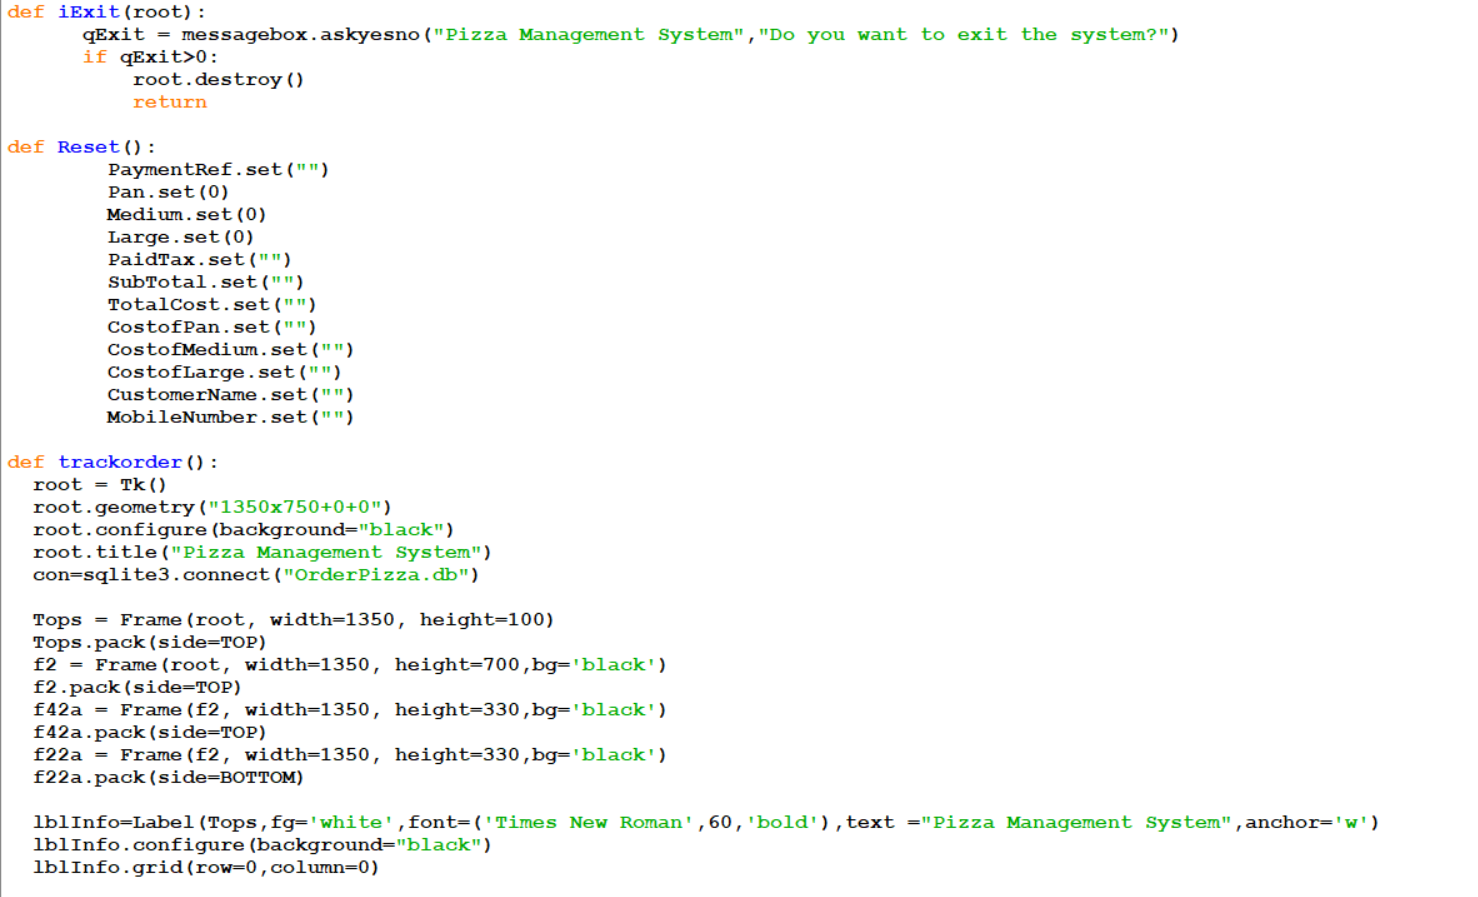 def iExit(root):
      qExit = messagebox.askyesno("Pizza Management System","Do you want to exit the system?")
      if qExit>0:
          root.destroy()
          return

def Reset():
        PaymentRef.set("")
        Pan.set(0)
        Medium.set(0)
        Large.set(0)
        PaidTax.set("")
        SubTotal.set("")
        TotalCost.set("")
        CostofPan.set("")
        CostofMedium.set("")
        CostofLarge.set("")
        CustomerName.set("")
        MobileNumber.set("")

def trackorder():
  root = Tk()
  root.geometry("1350x750+0+0")
  root.configure(background="black")
  root.title("Pizza Management System")
  con=sqlite3.connect("OrderPizza.db")

  Tops = Frame(root, width=1350, height=100)
  Tops.pack(side=TOP)
  f2 = Frame(root, width=1350, height=700,bg='black')
  f2.pack(side=TOP)
  f42a = Frame(f2, width=1350, height=330,bg='black')
  f42a.pack(side=TOP)
  f22a = Frame(f2, width=1350, height=330,bg='black')
  f22a.pack(side=BOTTOM)

  lblInfo=Label(Tops,fg='white',font=('Times New Roman',60,'bold'),text ="Pizza Management System",anchor='w')
  lblInfo.configure(background="black")
  lblInfo.grid(row=0,column=0)